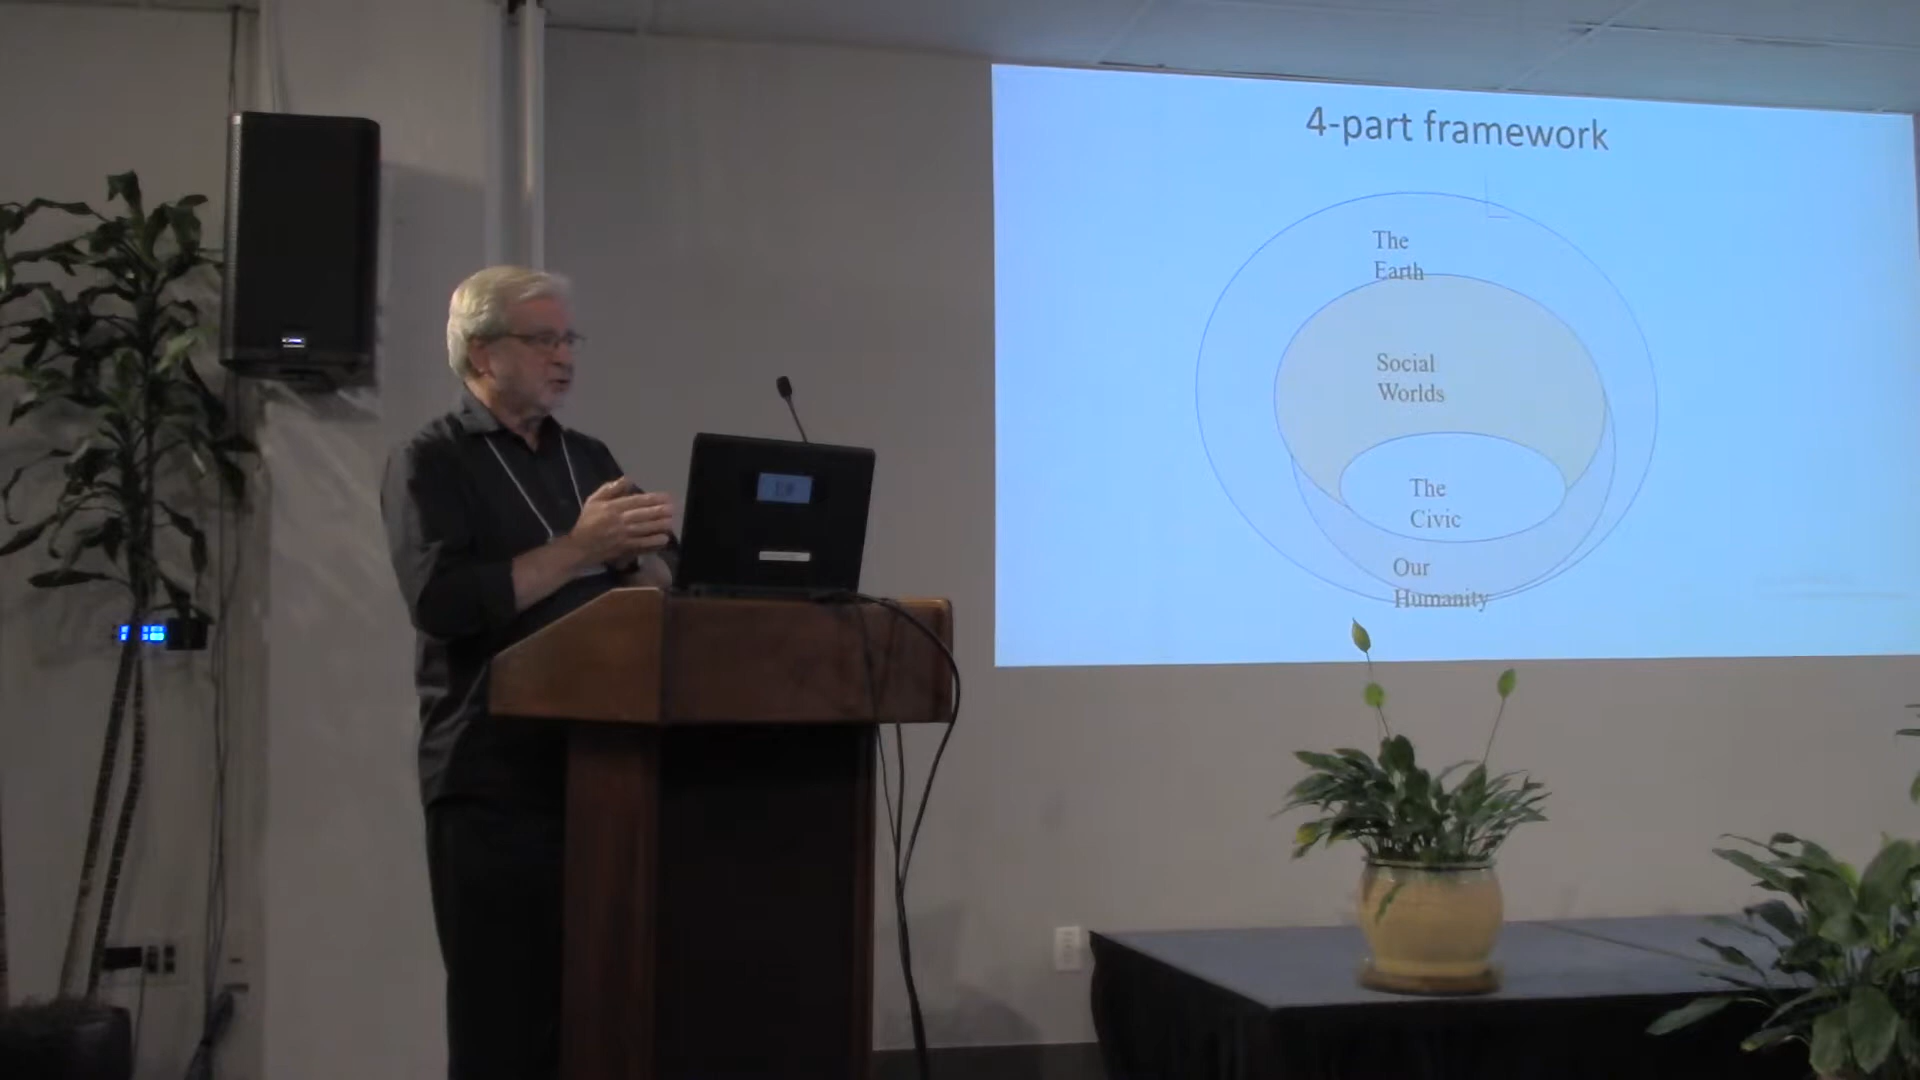 4-part framework
The
Earth
Social
Worlds
The
Civic
Our
Humanity